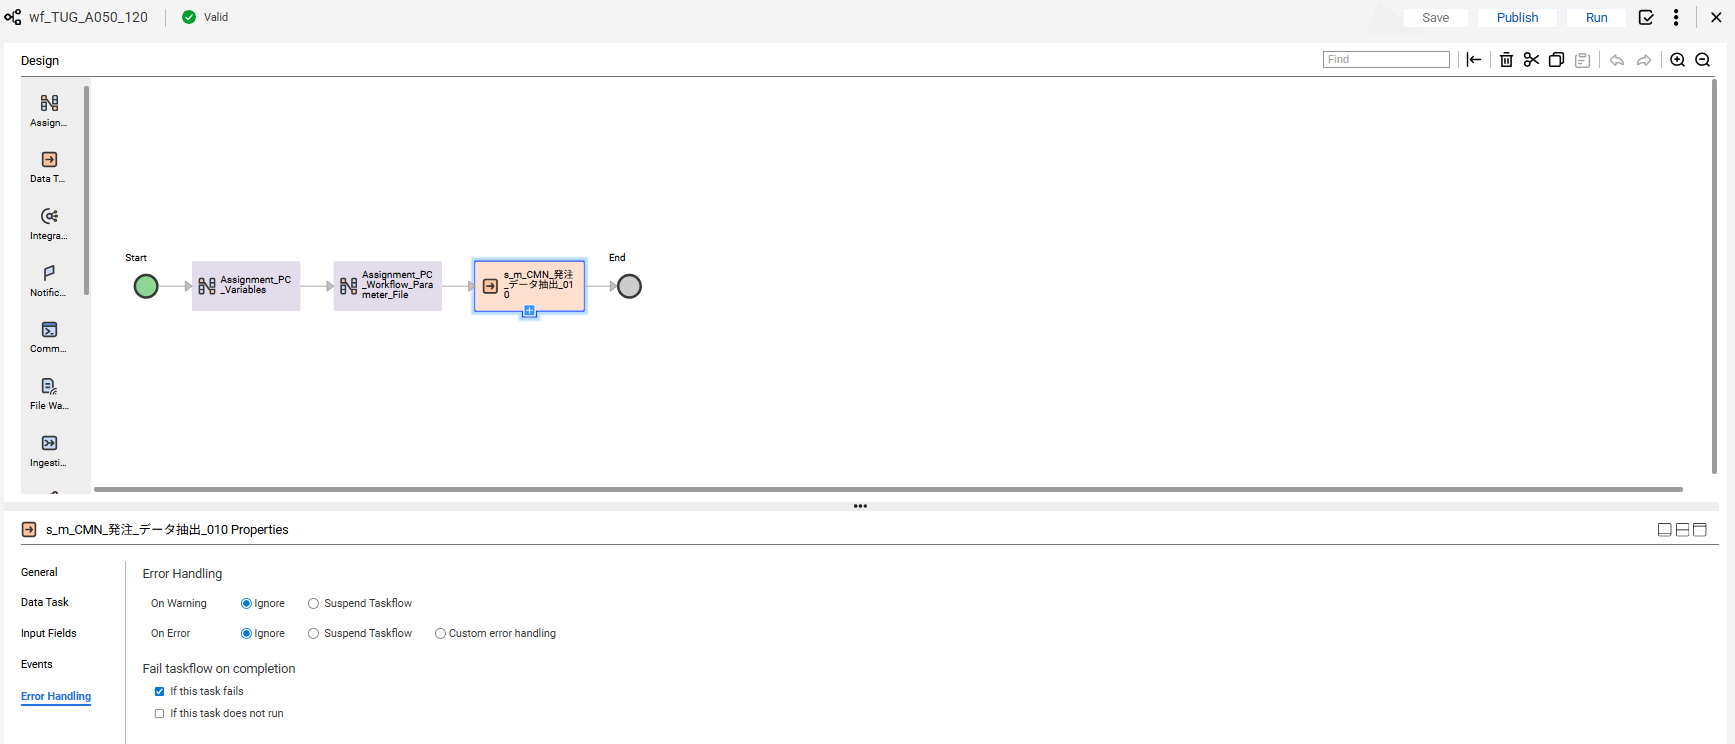 wf_TUG_A050_120
Valid
Save
Publish
Run
Design
Find
Assign...
Data T...
Integra...
Notific...
Comm...
File Wa...
Ingesti...
Start
Assignment_PC
_Variables
Assignment_PC
_Workflow_Para
meter_File
s_m_CMN_発注
_データ抽出_01
0
End
s_m_CMN_発注_データ抽出_010 Properties
General
Data Task
Input Fields
Events
Error Handling
Error Handling
On Warning Ignore Suspend Taskflow
On Error Ignore Suspend Taskflow Custom error handling
Fail taskflow on completion
If this task fails
If this task does not run